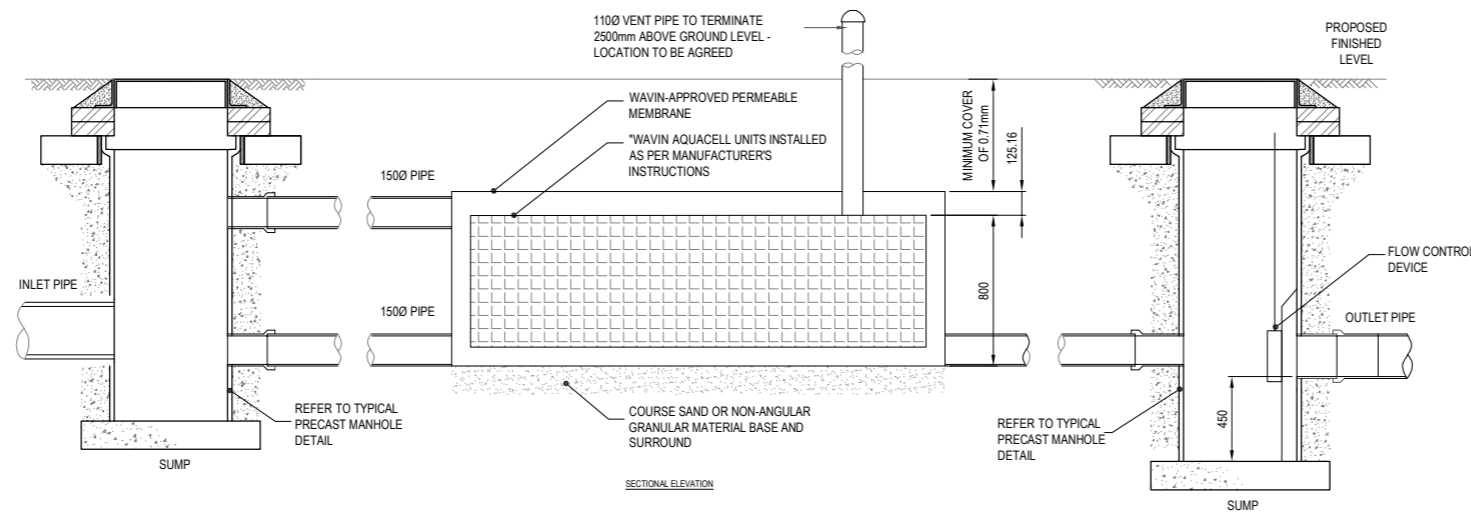 110Ø VENT PIPE TO TERMINATE
2500mm ABOVE GROUND LEVEL -
LOCATION TO BE AGREED
PROPOSED
FINISHED
LEVEL
WAVIN-APPROVED PERMEABLE
MEMBRANE
"WAVIN AQUACELL UNITS INSTALLED
AS PER MANUFACTURER'S
INSTRUCTIONS
MINIMUM COVER
OF 0.71mm
125.16
150Ø PIPE
FLOW CONTROL
DEVICE
INLET PIPE
150Ø PIPE
800
OUTLET PIPE
REFER TO TYPICAL
PRECAST MANHOLE
DETAIL
COURSE SAND OR NON-ANGULAR
GRANULAR MATERIAL BASE AND
SURROUND
REFER TO TYPICAL
PRECAST MANHOLE
DETAIL
450
SUMP
SECTIONAL ELEVATION
SUMP